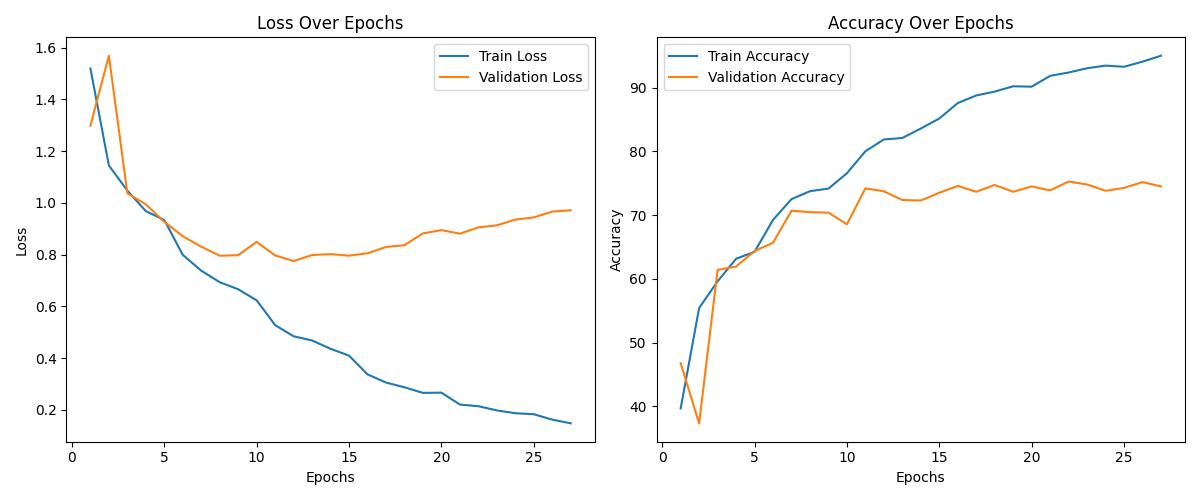 Loss Over Epochs
Train Loss
Validation Loss
1.6
1.4
1.2
1.0
0.8
0.6
0.4
0.2
Loss
0
5
10
15
20
25
Epochs
Accuracy Over Epochs
Train Accuracy
Validation Accuracy
90
80
70
60
50
40
Accuracy
0
5
10
15
20
25
Epochs